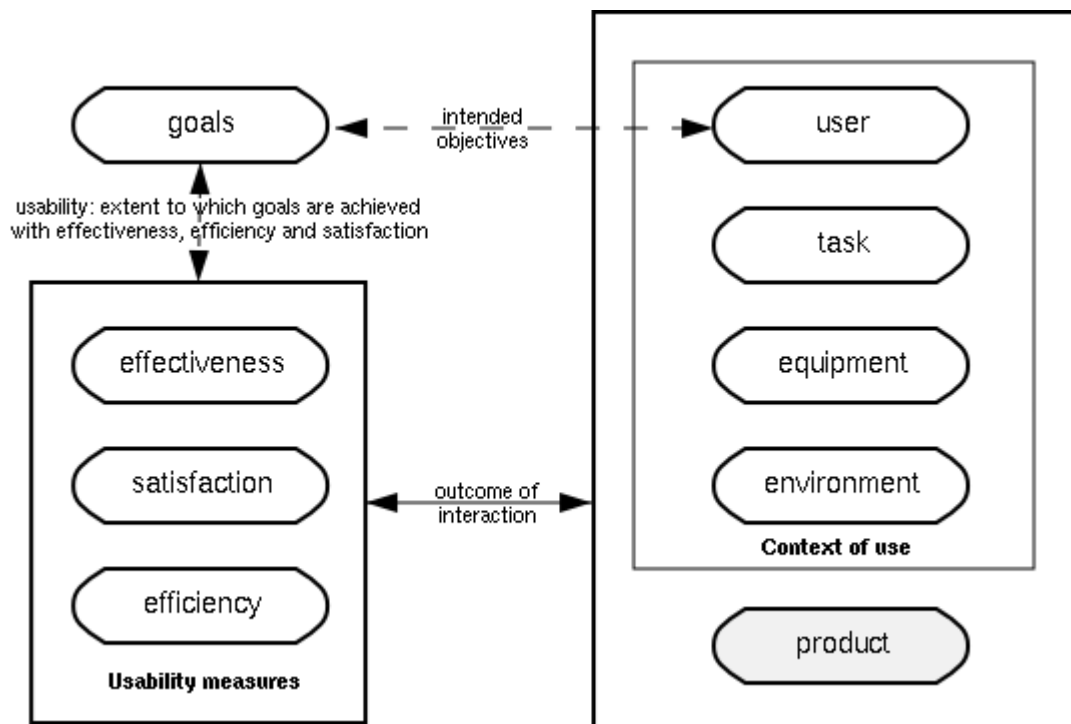 goals
intended
objectives
user
usability: extent to which goals are achieved
with effectiveness, efficiency and satisfaction
task
effectiveness
equipment
satisfaction
outcome of
interaction
environment
Context of use
efficiency
product
Usability measures